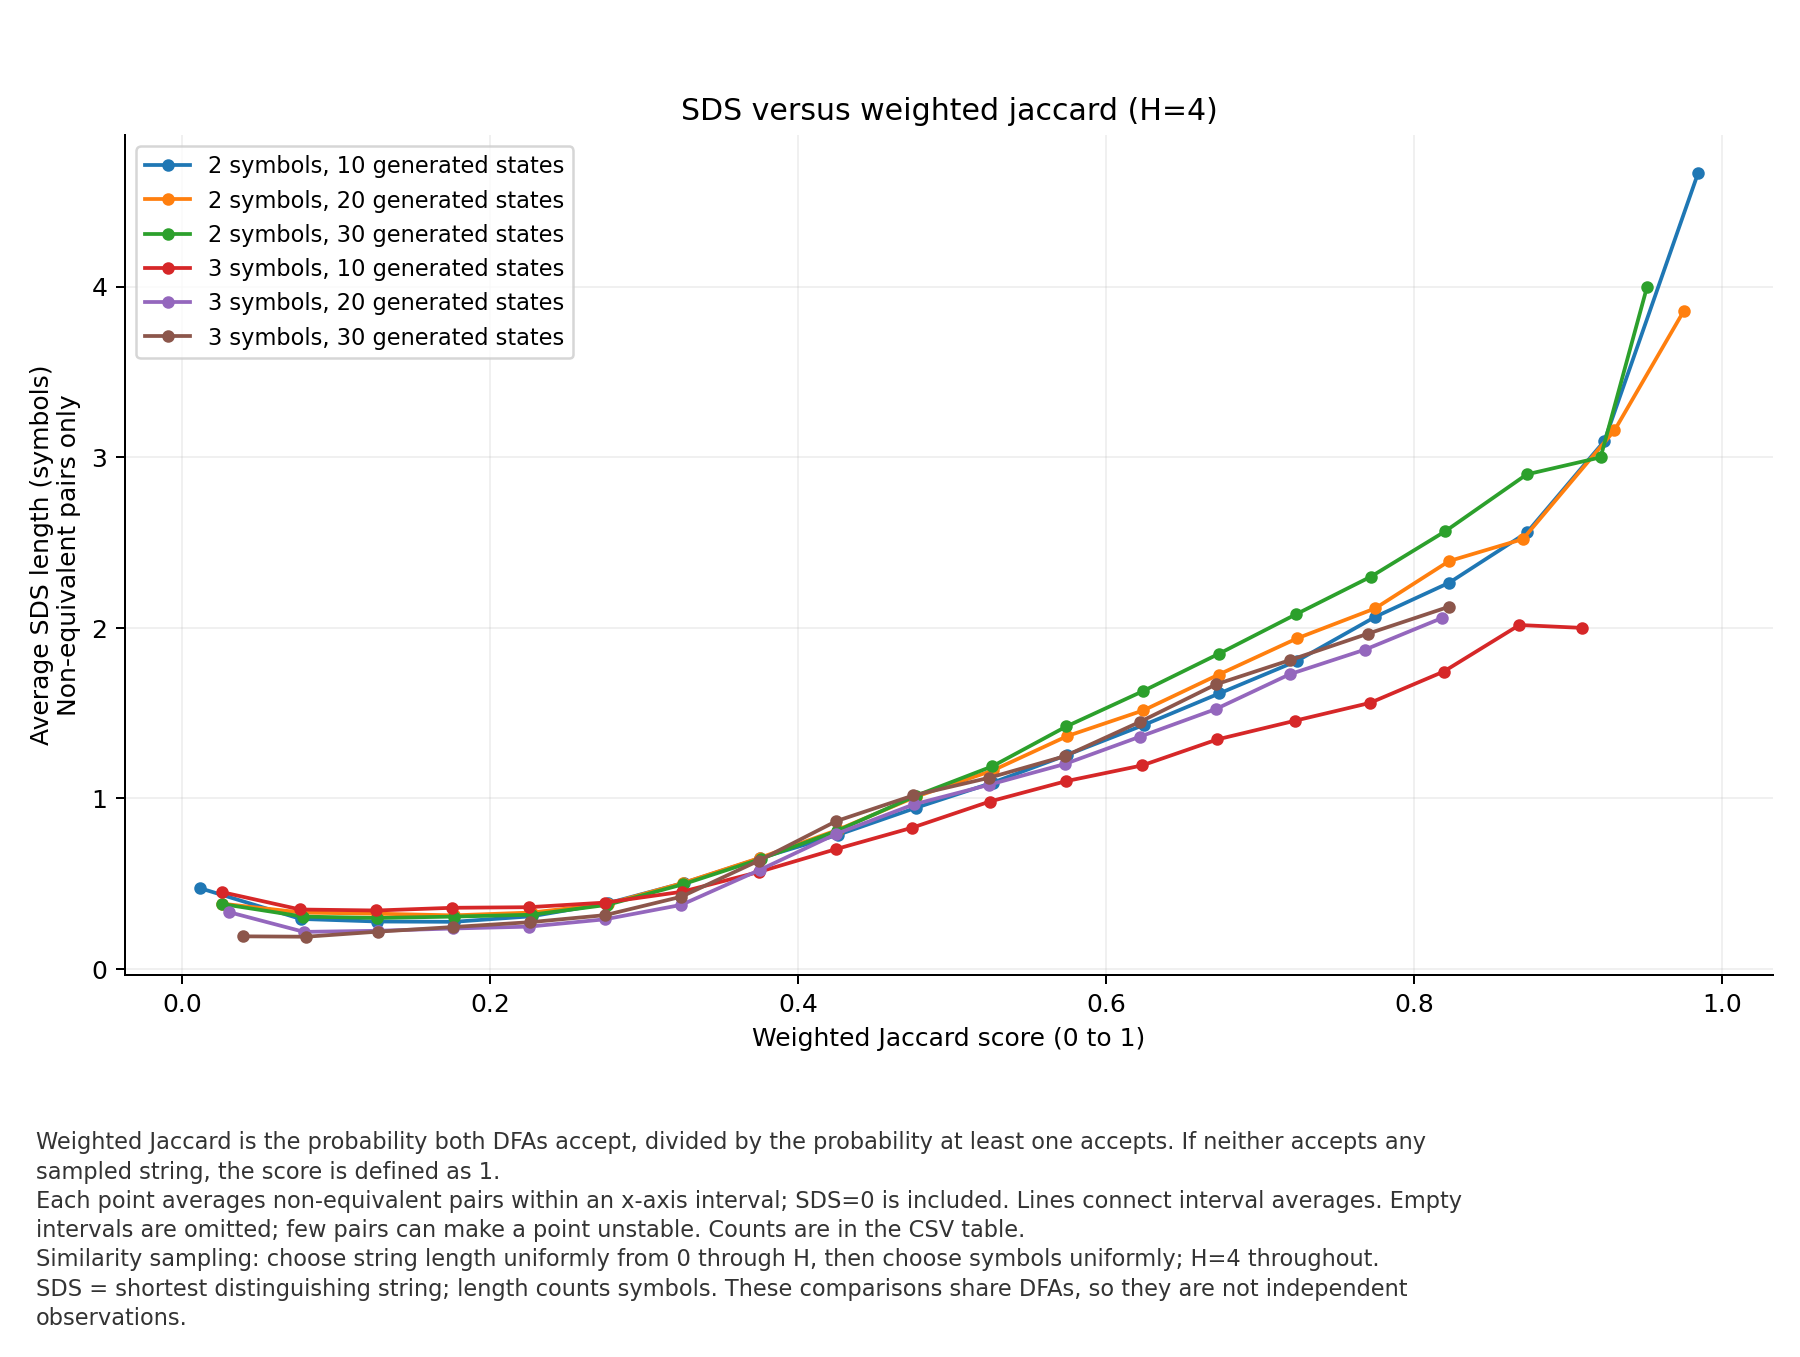 SDS versus weighted jaccard (H=4)
2 symbols, 10 generated states
2 symbols, 20 generated states
2 symbols, 30 generated states
3 symbols, 10 generated states
3 symbols, 20 generated states
3 symbols, 30 generated states
Average SDS length (symbols)
Non-equivalent pairs only
4
3
2
1
0
0.0
0.2
0.4
0.6
0.8
1.0
Weighted Jaccard score (0 to 1)
Weighted Jaccard is the probability both DFAs accept, divided by the probability at least one accepts. If neither accepts any
sampled string, the score is defined as 1.
Each point averages non-equivalent pairs within an x-axis interval; SDS=0 is included. Lines connect interval averages. Empty
intervals are omitted; few pairs can make a point unstable. Counts are in the CSV table.
Similarity sampling: choose string length uniformly from 0 through H, then choose symbols uniformly; H=4 throughout.
SDS = shortest distinguishing string; length counts symbols. These comparisons share DFAs, so they are not independent
observations.